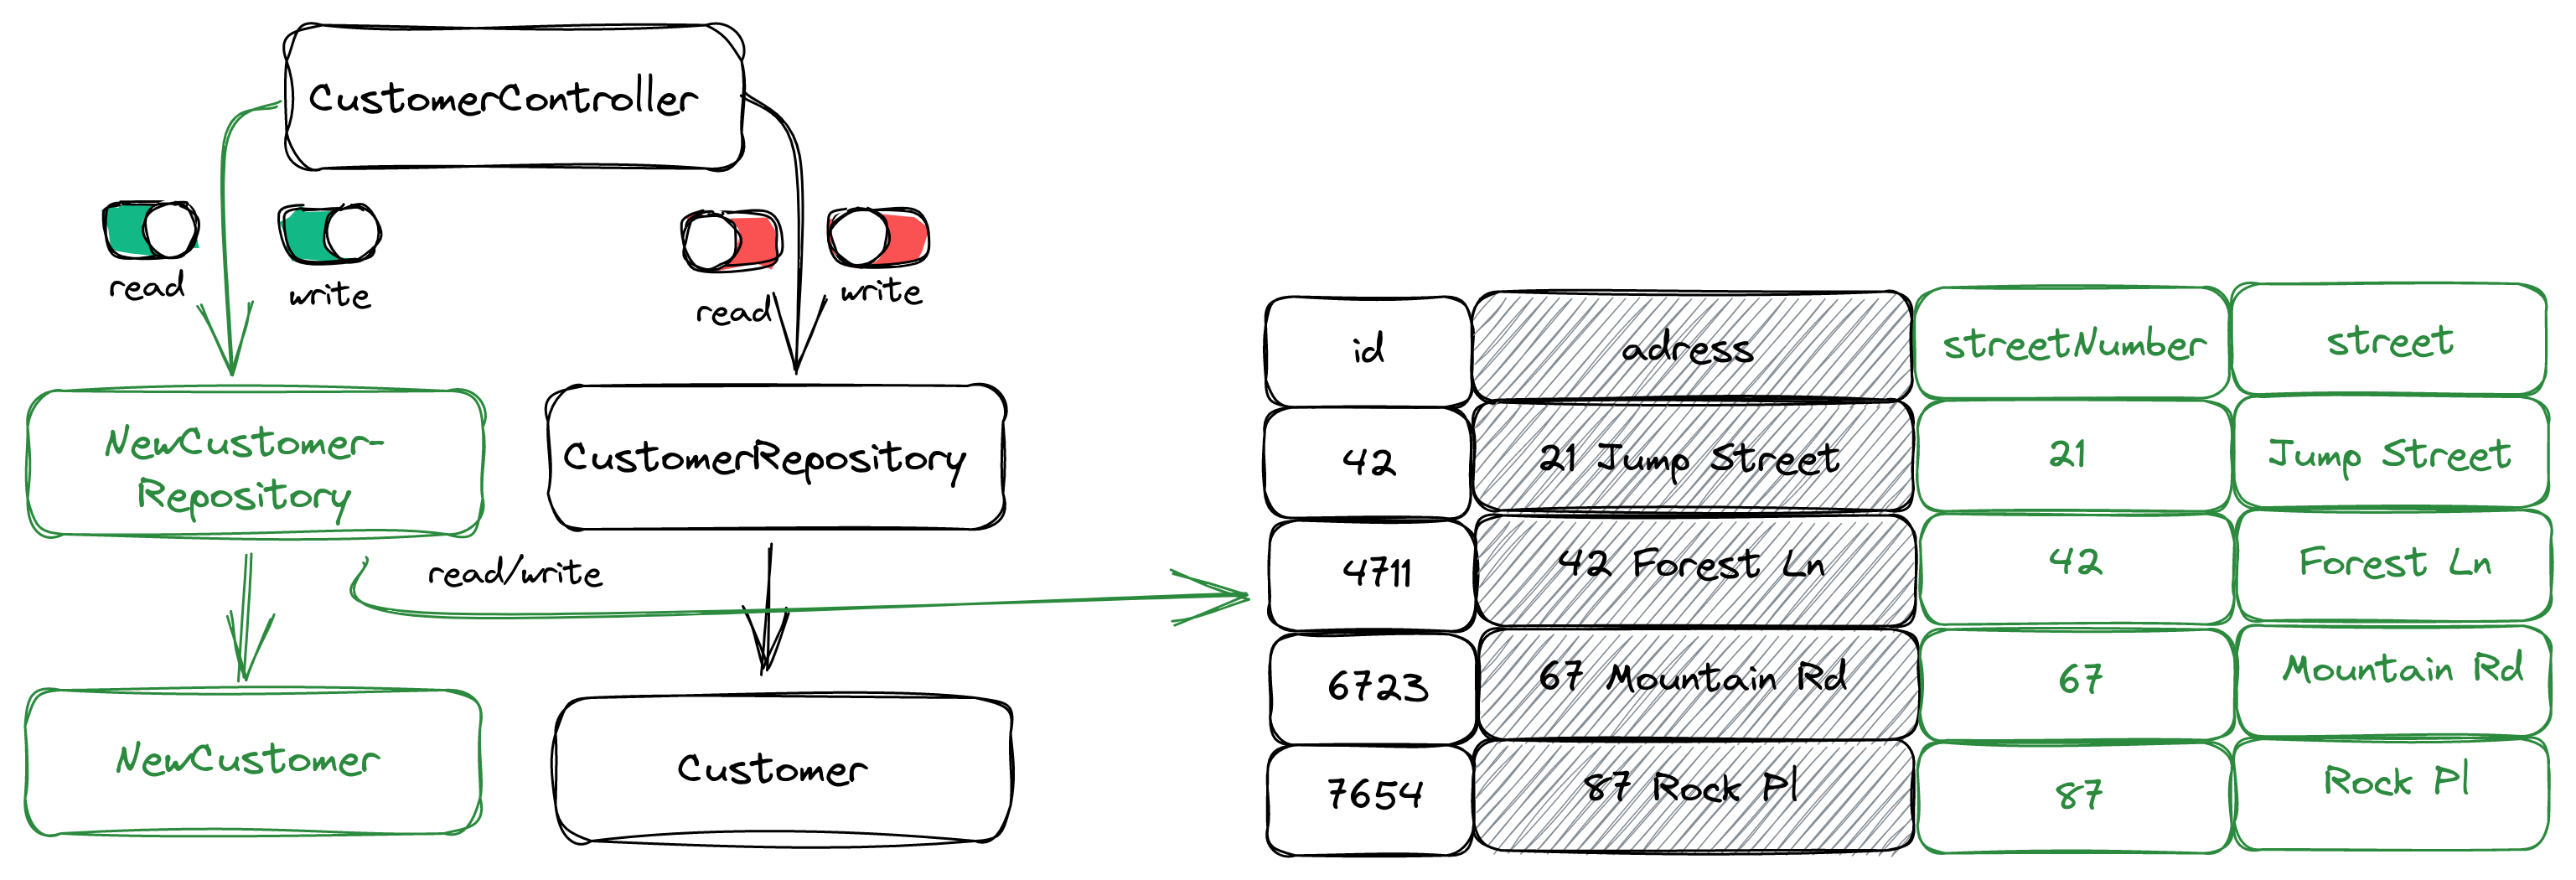 CustomerController
read
write
read
write
NewCustomer-
Repository
CustomerRepository
read/write
NewCustomer
Customer
id adress streetNumber street
42 21 Jump Street 21 Jump Street
4711 42 Forest Ln 42 Forest Ln
6723 67 Mountain Rd 67 Mountain Rd
7654 87 Rock Pl 87 Rock Pl